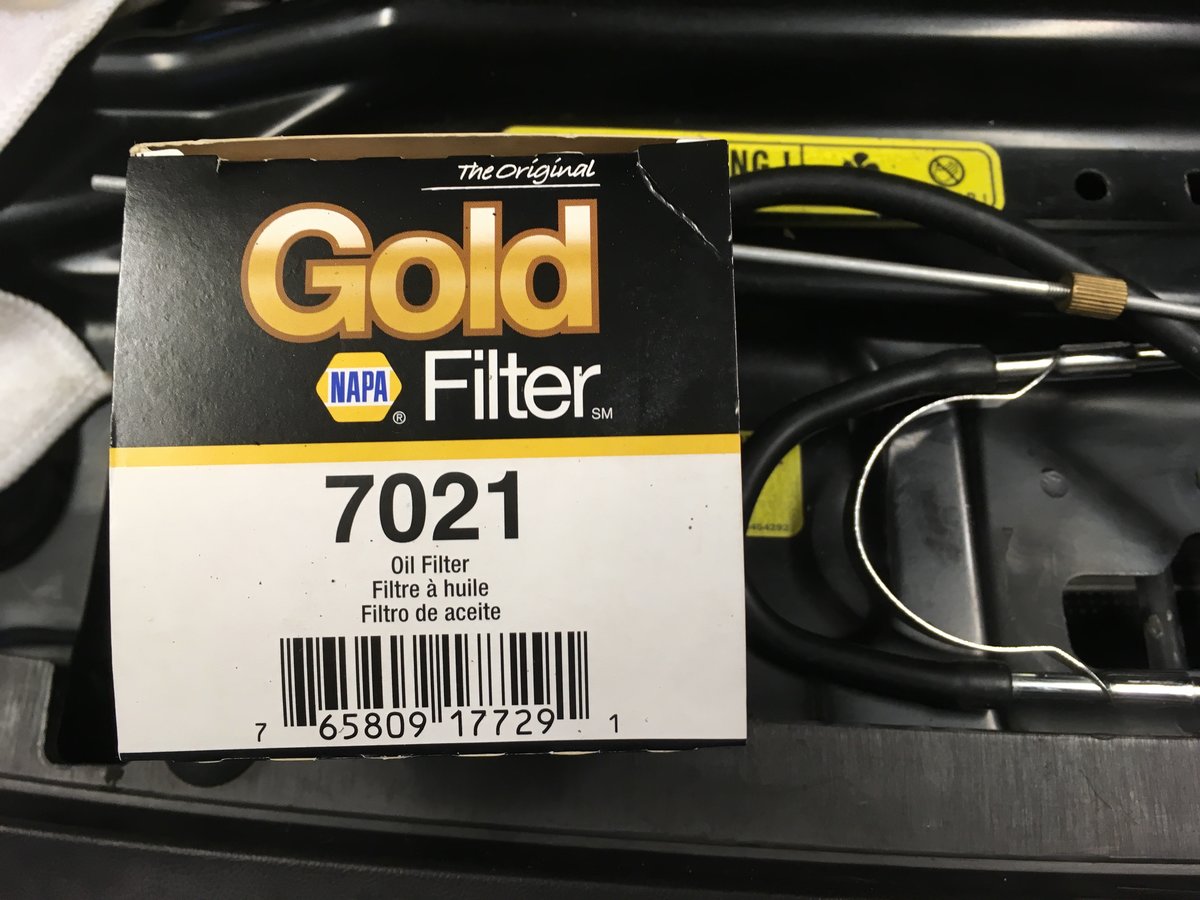 The Original
Gold
NAPA® Filter SM
7021
Oil Filter
Filtre à huile
Filtro de aceite
7 65809 17729 1